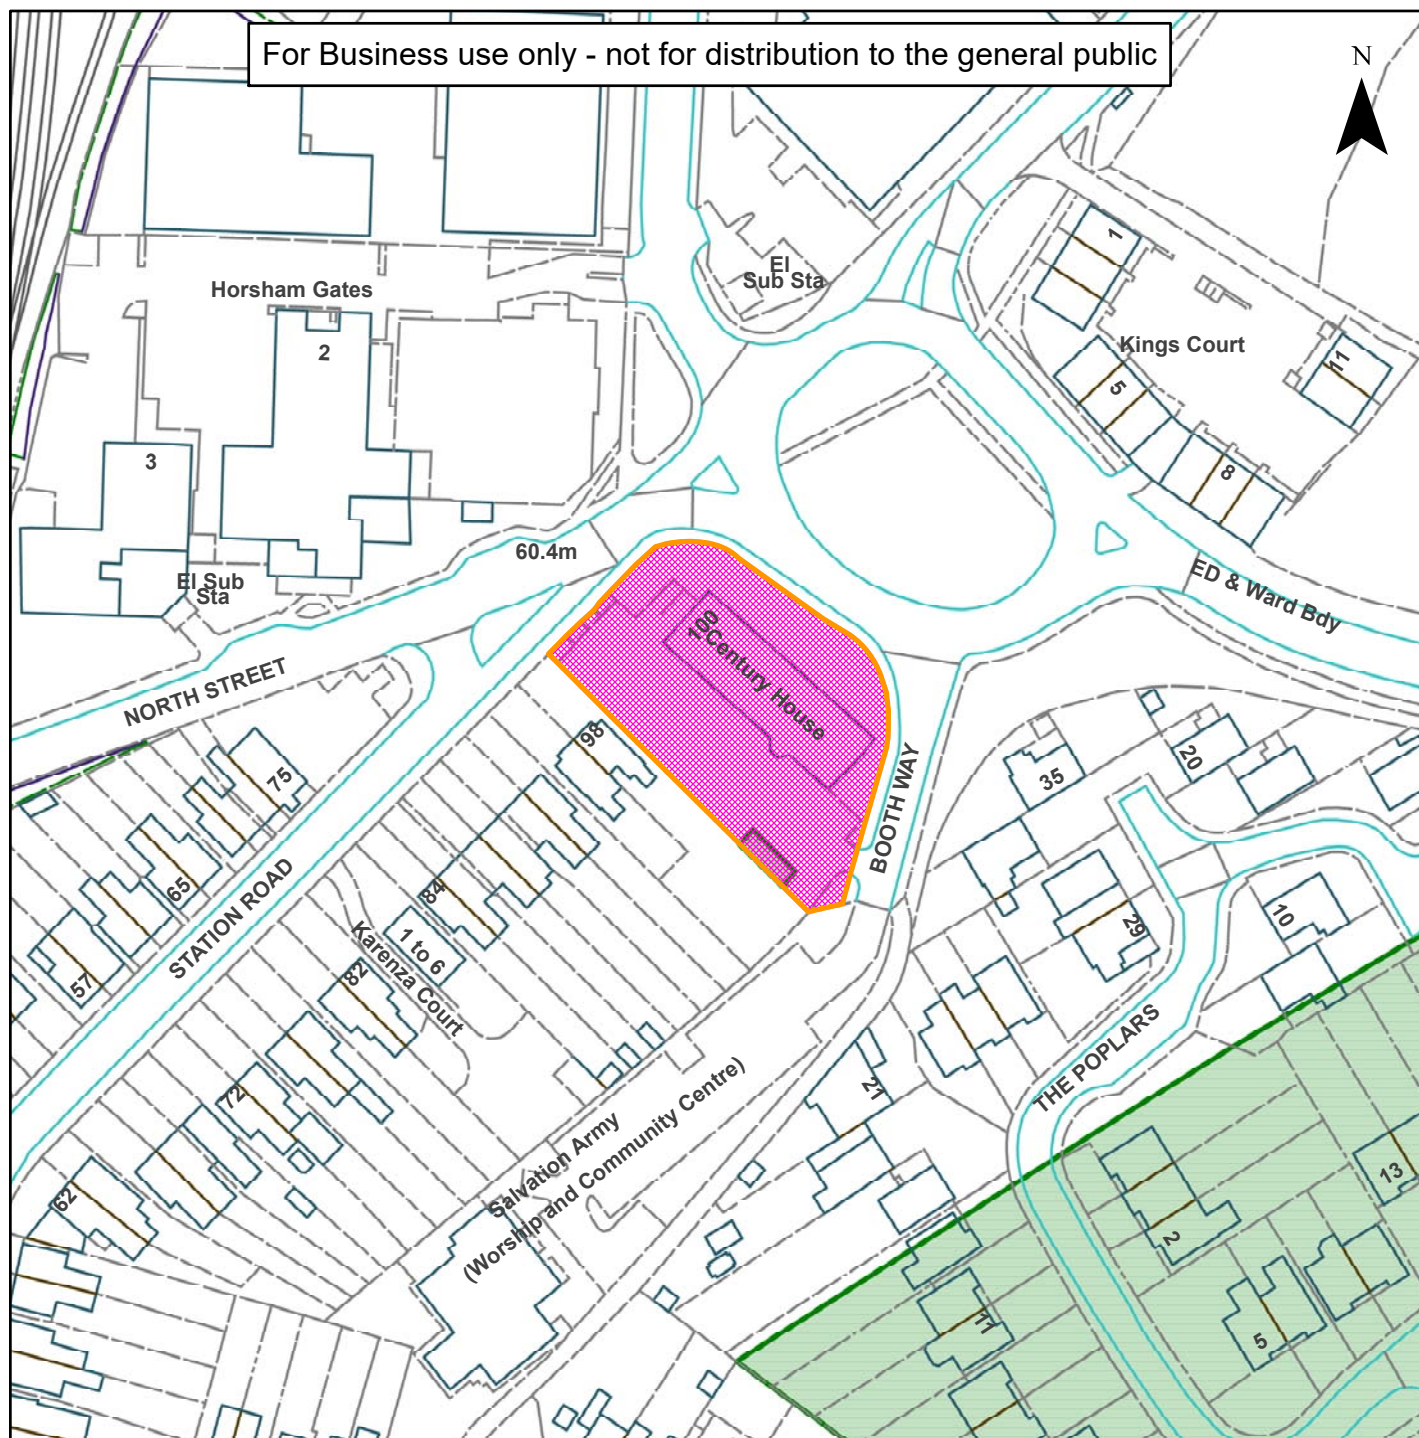 For Business use only - not for distribution to the general public
N
El
Sub Sta
1
Horsham Gates
2
Kings Court
11
5
3
8
60.4m
El Sub
Sta
ED & Ward Bdy
100
Century House
NORTH STREET
98
75
BOOTH WAY
35
20
65
84
STATION ROAD
1 to 6
Karenza Court
82
57
29
10
THE POPLARS
21
72
62
Salvation Army
(Worship and Community Centre)
13
2
11
5